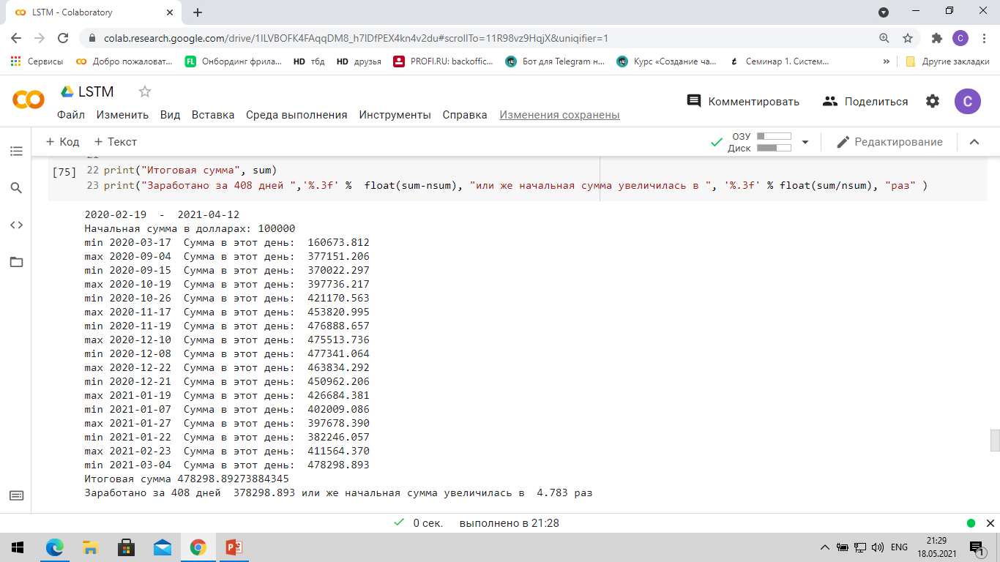 LSTM - Colaboratory
colab.research.google.com/drive/1ILVBOFK4FAqqDM8_h7IDfPEX4kn4v2du#scrollTo=11R98vz9HqjX&uniqifier=1
Сервисы Добро пожаловат... FL Онбординг фрила... HD тбд HD друзья PROFI.RU: backoffic... Бот для Telegram н... Курс «Создание ча... t Семинар 1. Систем... » Другие закладки
LSTM
Комментировать Поделиться C
Файл Изменить Вид Вставка Среда выполнения Инструменты Справка Изменения сохранены
+ Код + Текст ОЗУ Диск Редактирование
21
[75] 22 print("Итоговая сумма", sum)
23 print("Заработано за 408 дней ",'%.3f' %  float(sum-nsum), "или же начальная сумма увеличилась в ", '%.3f' % float(sum/nsum), "раз" )
2020-02-19  -  2021-04-12
Начальная сумма в долларах: 100000
min 2020-03-17  Сумма в этот день:  160673.812
max 2020-09-04  Сумма в этот день:  377151.206
min 2020-09-15  Сумма в этот день:  370022.297
max 2020-10-19  Сумма в этот день:  397736.217
min 2020-10-26  Сумма в этот день:  421170.563
max 2020-11-17  Сумма в этот день:  453820.995
min 2020-11-19  Сумма в этот день:  476888.657
max 2020-12-10  Сумма в этот день:  475513.736
min 2020-12-08  Сумма в этот день:  477341.064
max 2020-12-22  Сумма в этот день:  463834.292
min 2020-12-21  Сумма в этот день:  450962.206
max 2021-01-19  Сумма в этот день:  426684.381
min 2021-01-07  Сумма в этот день:  402009.086
max 2021-01-27  Сумма в этот день:  397678.390
min 2021-01-22  Сумма в этот день:  382246.057
max 2021-02-23  Сумма в этот день:  411564.370
min 2021-03-04  Сумма в этот день:  478298.893
Итоговая сумма 478298.89273884345
Заработано за 408 дней  378298.893 или же начальная сумма увеличилась в  4.783 раз
0 сек. выполнено в 21:28
ENG 21:29
18.05.2021 1